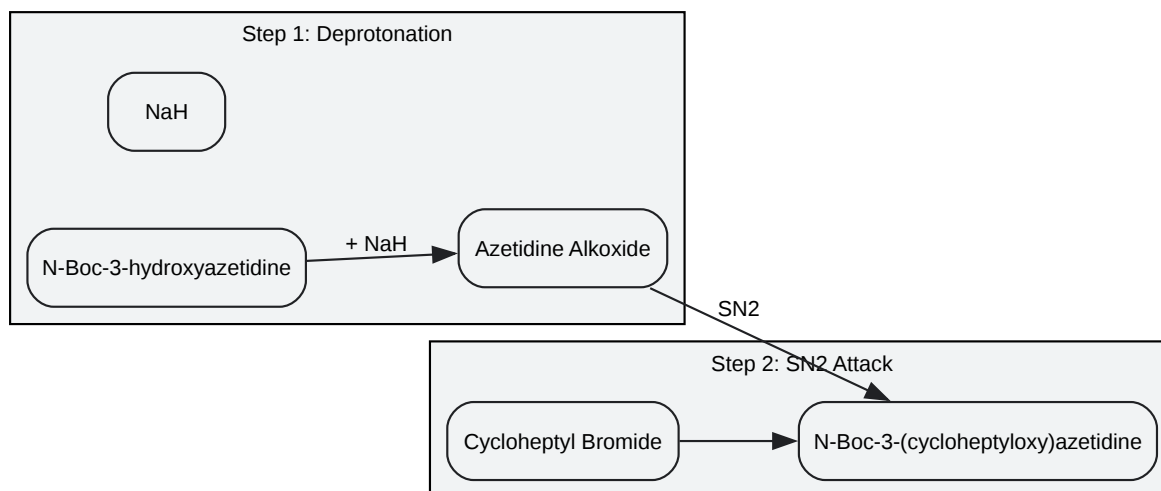 Step 1: Deprotonation
NaH
N-Boc-3-hydroxyazetidine
+ NaH
Azetidine Alkoxide
SN2
Step 2: SN2 Attack
Cycloheptyl Bromide
N-Boc-3-(cycloheptyloxy)azetidine